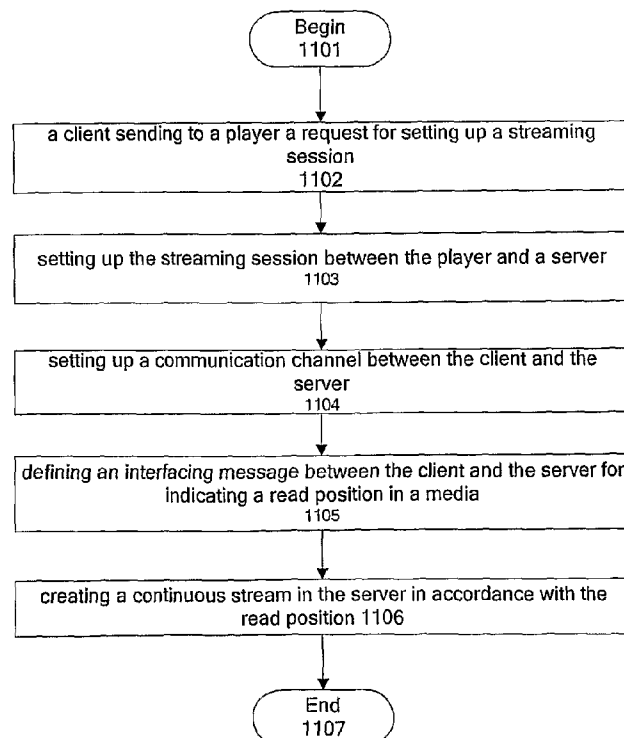 Begin
1101
a client sending to a player a request for setting up a streaming
session
1102
setting up the streaming session between the player and a server
1103
setting up a communication channel between the client and the
server
1104
defining an interfacing message between the client and the server for
indicating a read position in a media
1105
creating a continuous stream in the server in accordance with the
read position 1106
End
1107